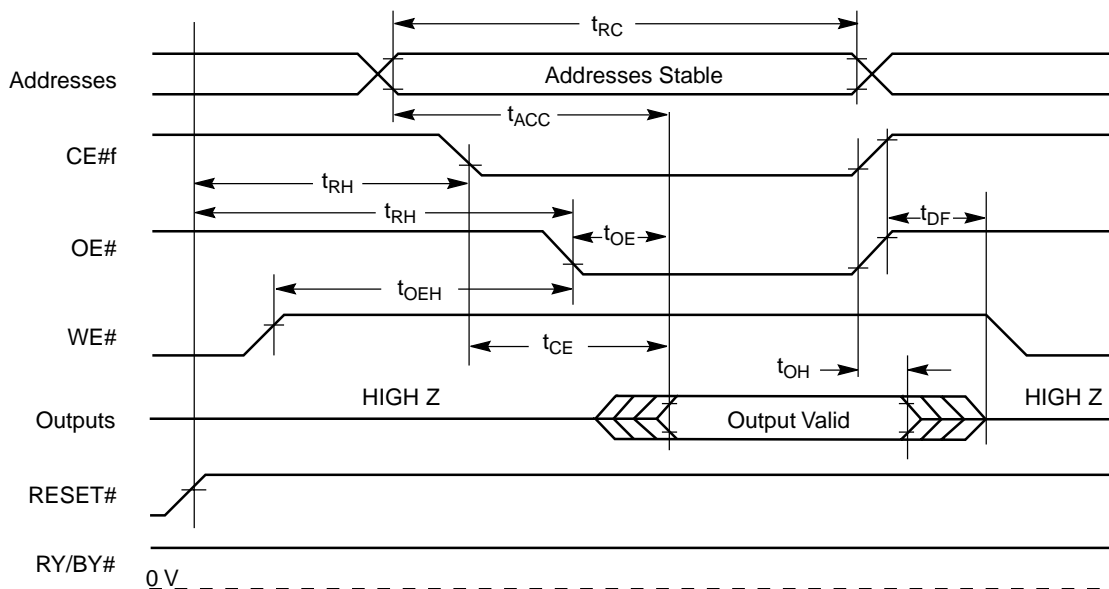 tRC
Addresses
Addresses Stable
tACC
CE#f
tRH
tRH
tDF
OE#
tOE
tOEH
WE#
tCE
tOH
HIGH Z
HIGH Z
Outputs
Output Valid
RESET#
RY/BY#
0 V